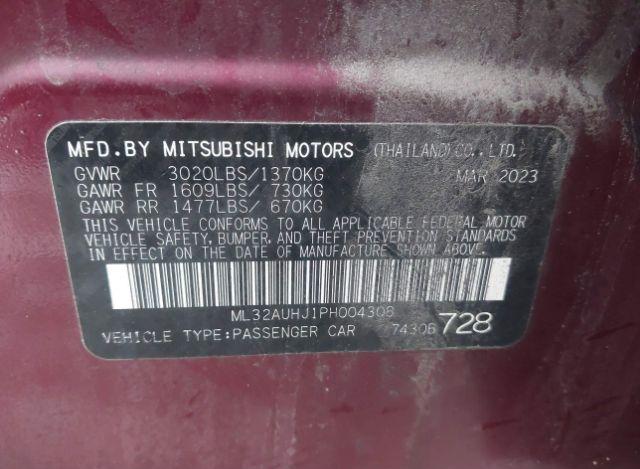 MFD.BY MITSUBISHI MOTORS (THAILAND)CO.,LTD.
GVWR 3020LBS/1370KG MAR 2023
GAWR FR 1609LBS/ 730KG
GAWR RR 1477LBS/ 670KG
THIS VEHICLE CONFORMS TO ALL APPLICABLE FEDERAL MOTOR
VEHICLE SAFETY, BUMPER, AND THEFT PREVENTION STANDARDS
IN EFFECT ON THE DATE OF MANUFACTURE SHOWN ABOVE.
ML32AUHJ1PH004306
VEHICLE TYPE:PASSENGER CAR 74306 728